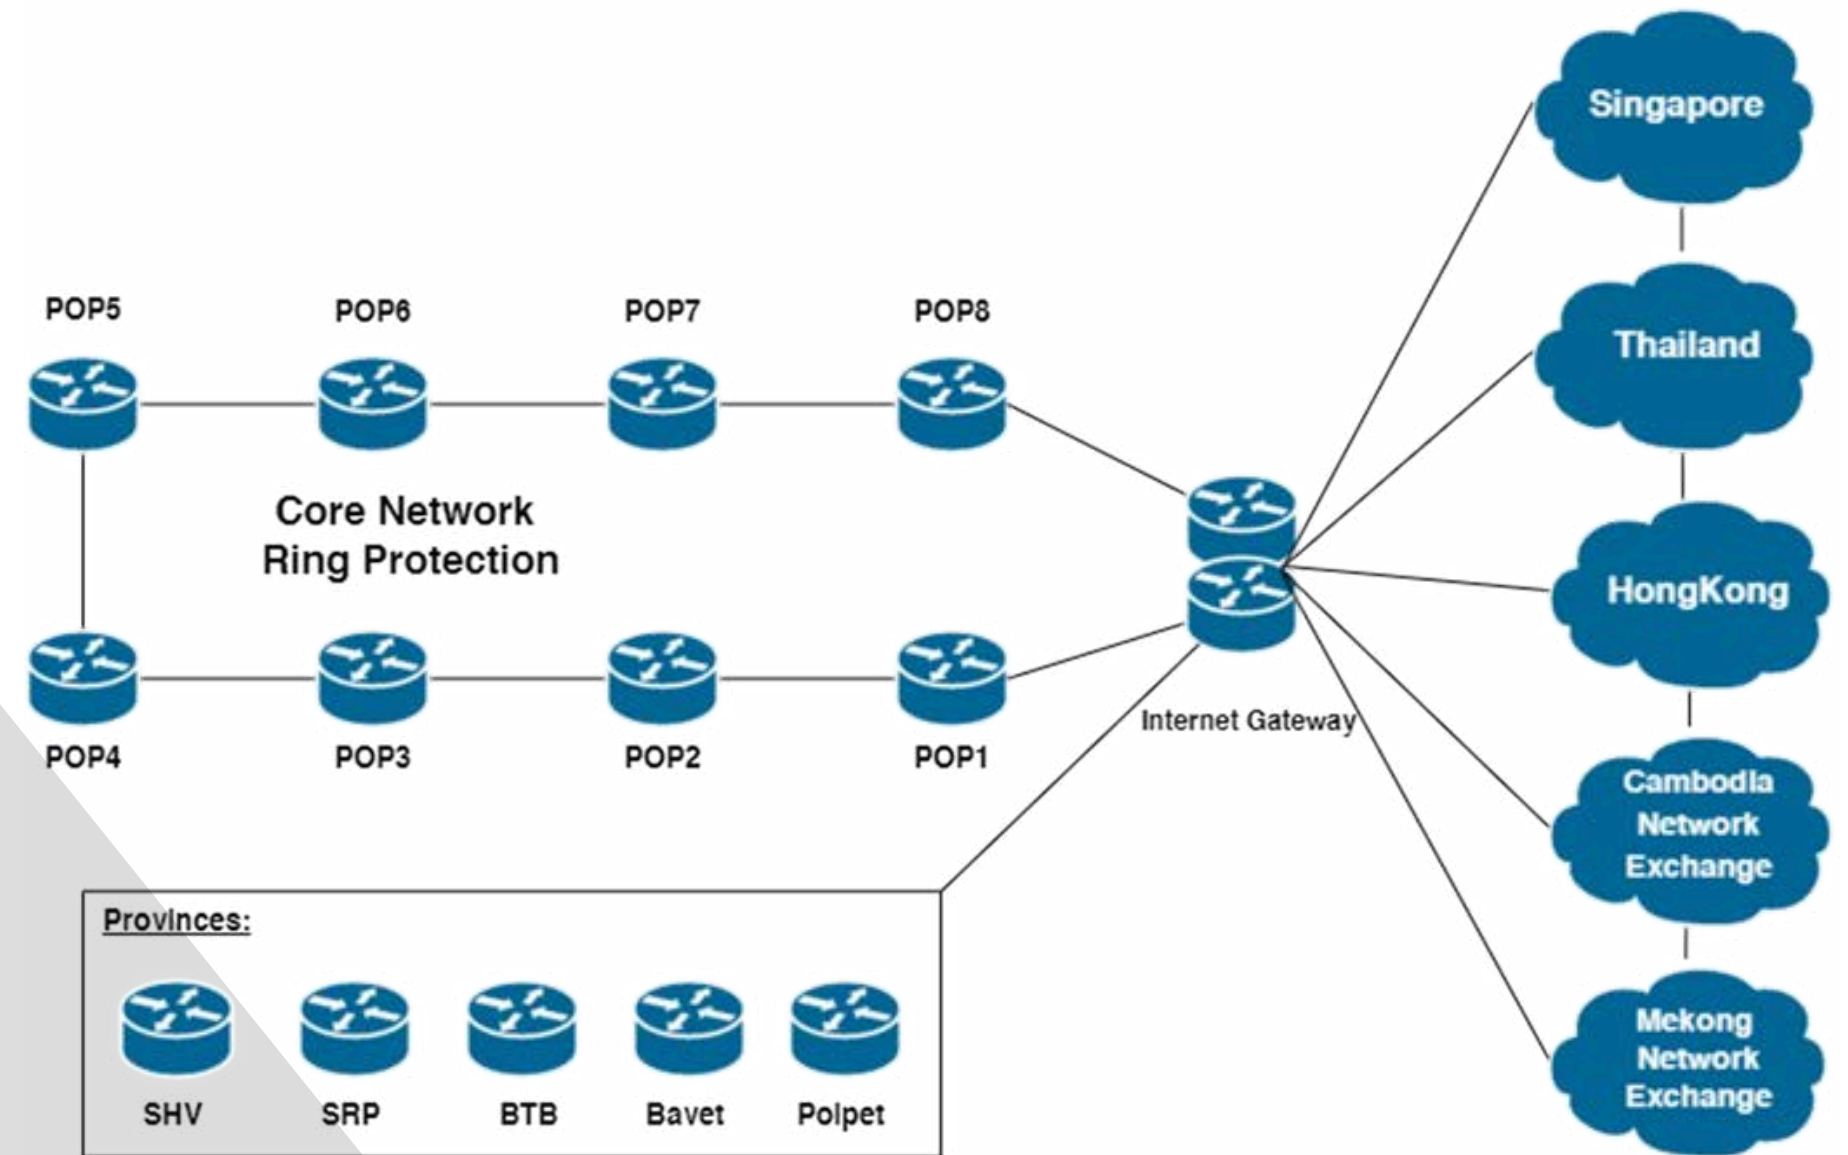 Singapore
Thailand
POP5
POP6
POP7
POP8
Core Network
Ring Protection
HongKong
POP4
POP3
POP2
POP1
Internet Gateway
Cambodia
Network
Exchange
Provinces:
SHV
SRP
BTB
Bavet
Poipet
Mekong
Network
Exchange